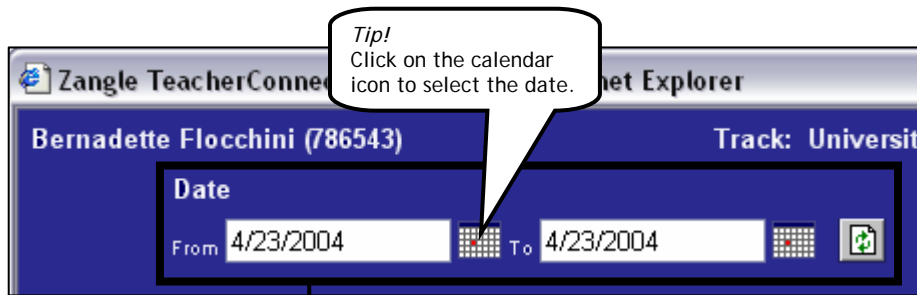 Tip!
Click on the calendar
icon to select the date.
Zangle TeacherConnec net Explorer
Bernadette Flocchini (786543) Track: Universit
Date
From 4/23/2004 To 4/23/2004